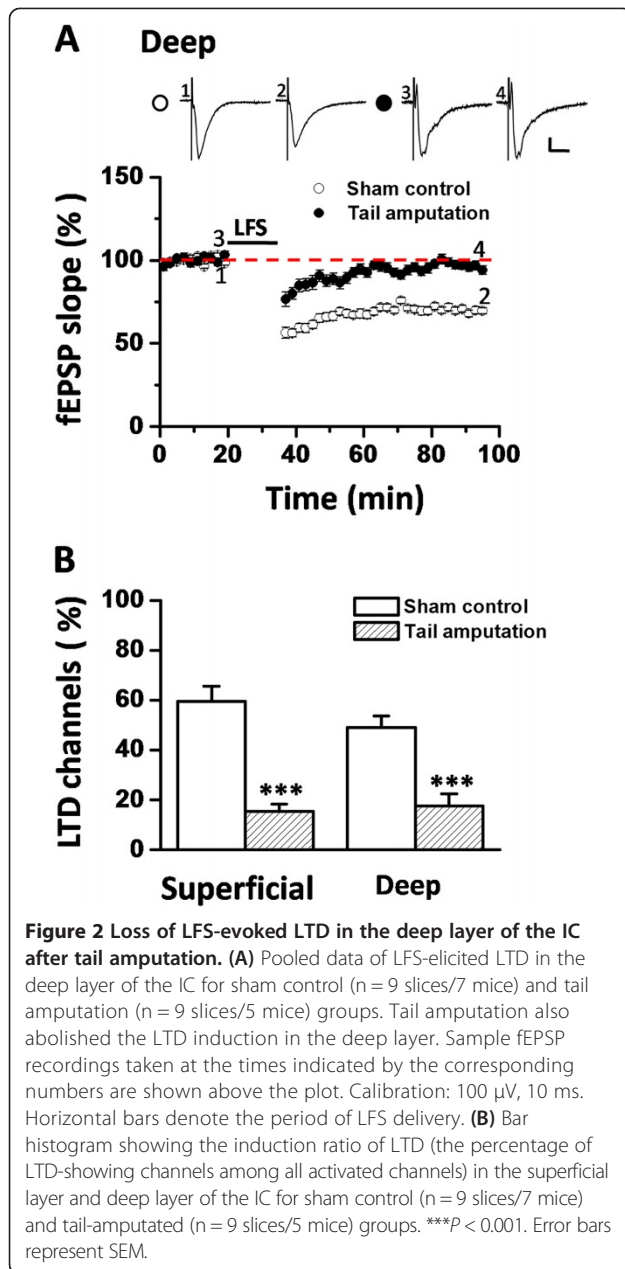 A Deep
1 2 3 4
150
100
50
0
fEPSP slope (%)
Sham control
Tail amputation
LFS
3
1
4
2
0 20 40 60 80 100
Time (min)
B
100
80
60
40
20
0
LTD channels (%)
Sham control
Tail amputation
*** ***
Superficial Deep
Figure 2 Loss of LFS-evoked LTD in the deep layer of the IC
after tail amputation. (A) Pooled data of LFS-elicited LTD in the
deep layer of the IC for sham control (n = 9 slices/7 mice) and tail
amputation (n = 9 slices/5 mice) groups. Tail amputation also
abolished the LTD induction in the deep layer. Sample fEPSP
recordings taken at the times indicated by the corresponding
numbers are shown above the plot. Calibration: 100 μV, 10 ms.
Horizontal bars denote the period of LFS delivery. (B) Bar
histogram showing the induction ratio of LTD (the percentage of
LTD-showing channels among all activated channels) in the superficial
layer and deep layer of the IC for sham control (n = 9 slices/7 mice)
and tail-amputated (n = 9 slices/5 mice) groups. ***P < 0.001. Error bars
represent SEM.